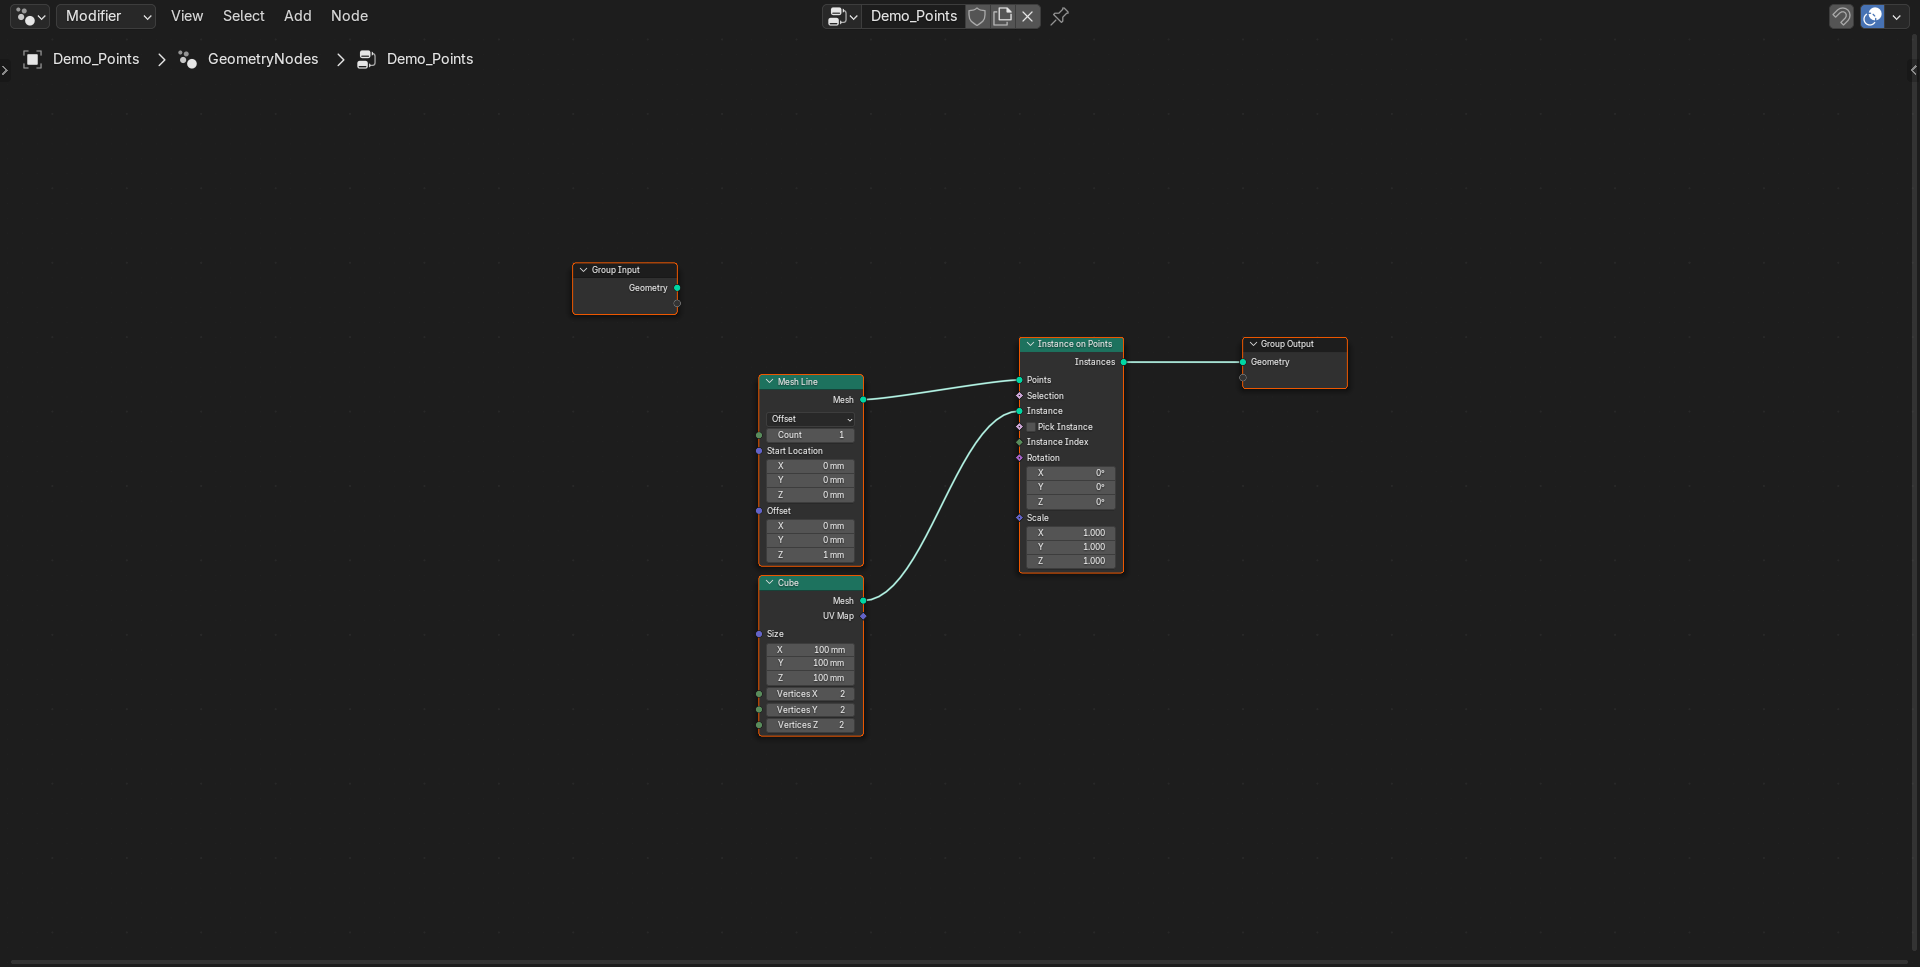 Modifier View Select Add Node Demo_Points
Demo_Points GeometryNodes Demo_Points
Group Input
Geometry
Mesh Line
Mesh
Offset
Count 1
Start Location
X 0 mm
Y 0 mm
Z 0 mm
Offset
X 0 mm
Y 0 mm
Z 1 mm
Cube
Mesh
UV Map
Size
X 100 mm
Y 100 mm
Z 100 mm
Vertices X 2
Vertices Y 2
Vertices Z 2
Instance on Points
Instances
Points
Selection
Instance
Pick Instance
Instance Index
Rotation
X 0°
Y 0°
Z 0°
Scale
X 1.000
Y 1.000
Z 1.000
Group Output
Geometry